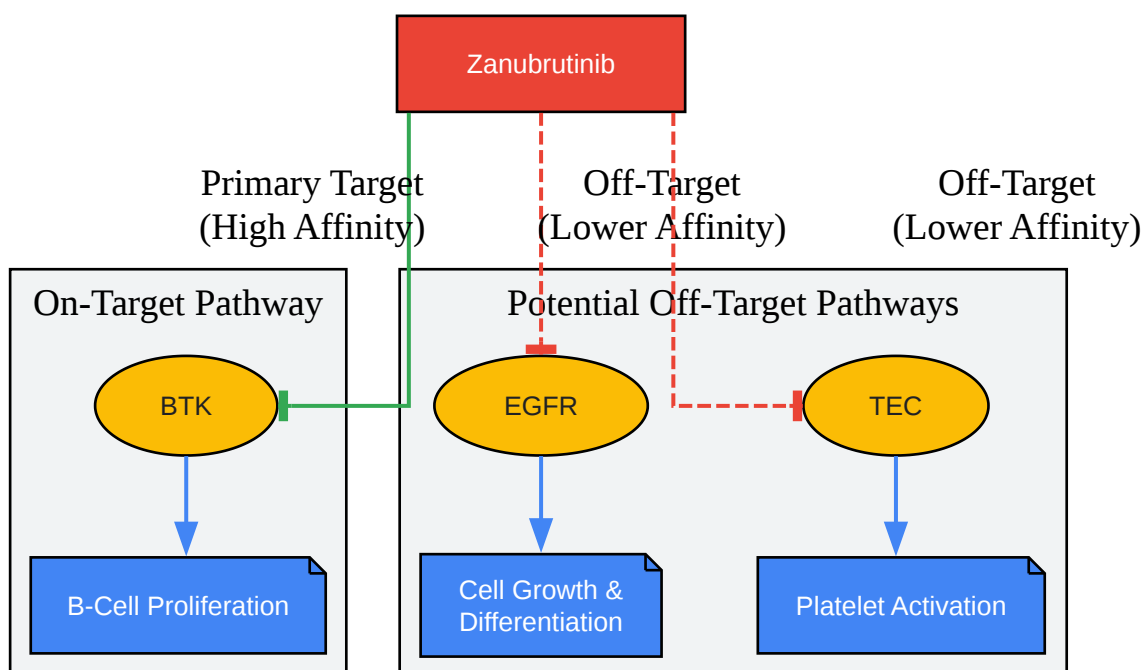 Zanubrutinib
Primary Target
(High Affinity)
Off-Target
(Lower Affinity)
Off-Target
(Lower Affinity)
On-Target Pathway
Potential Off-Target Pathways
BTK
EGFR
TEC
B-Cell Proliferation
Cell Growth &
Differentiation
Platelet Activation